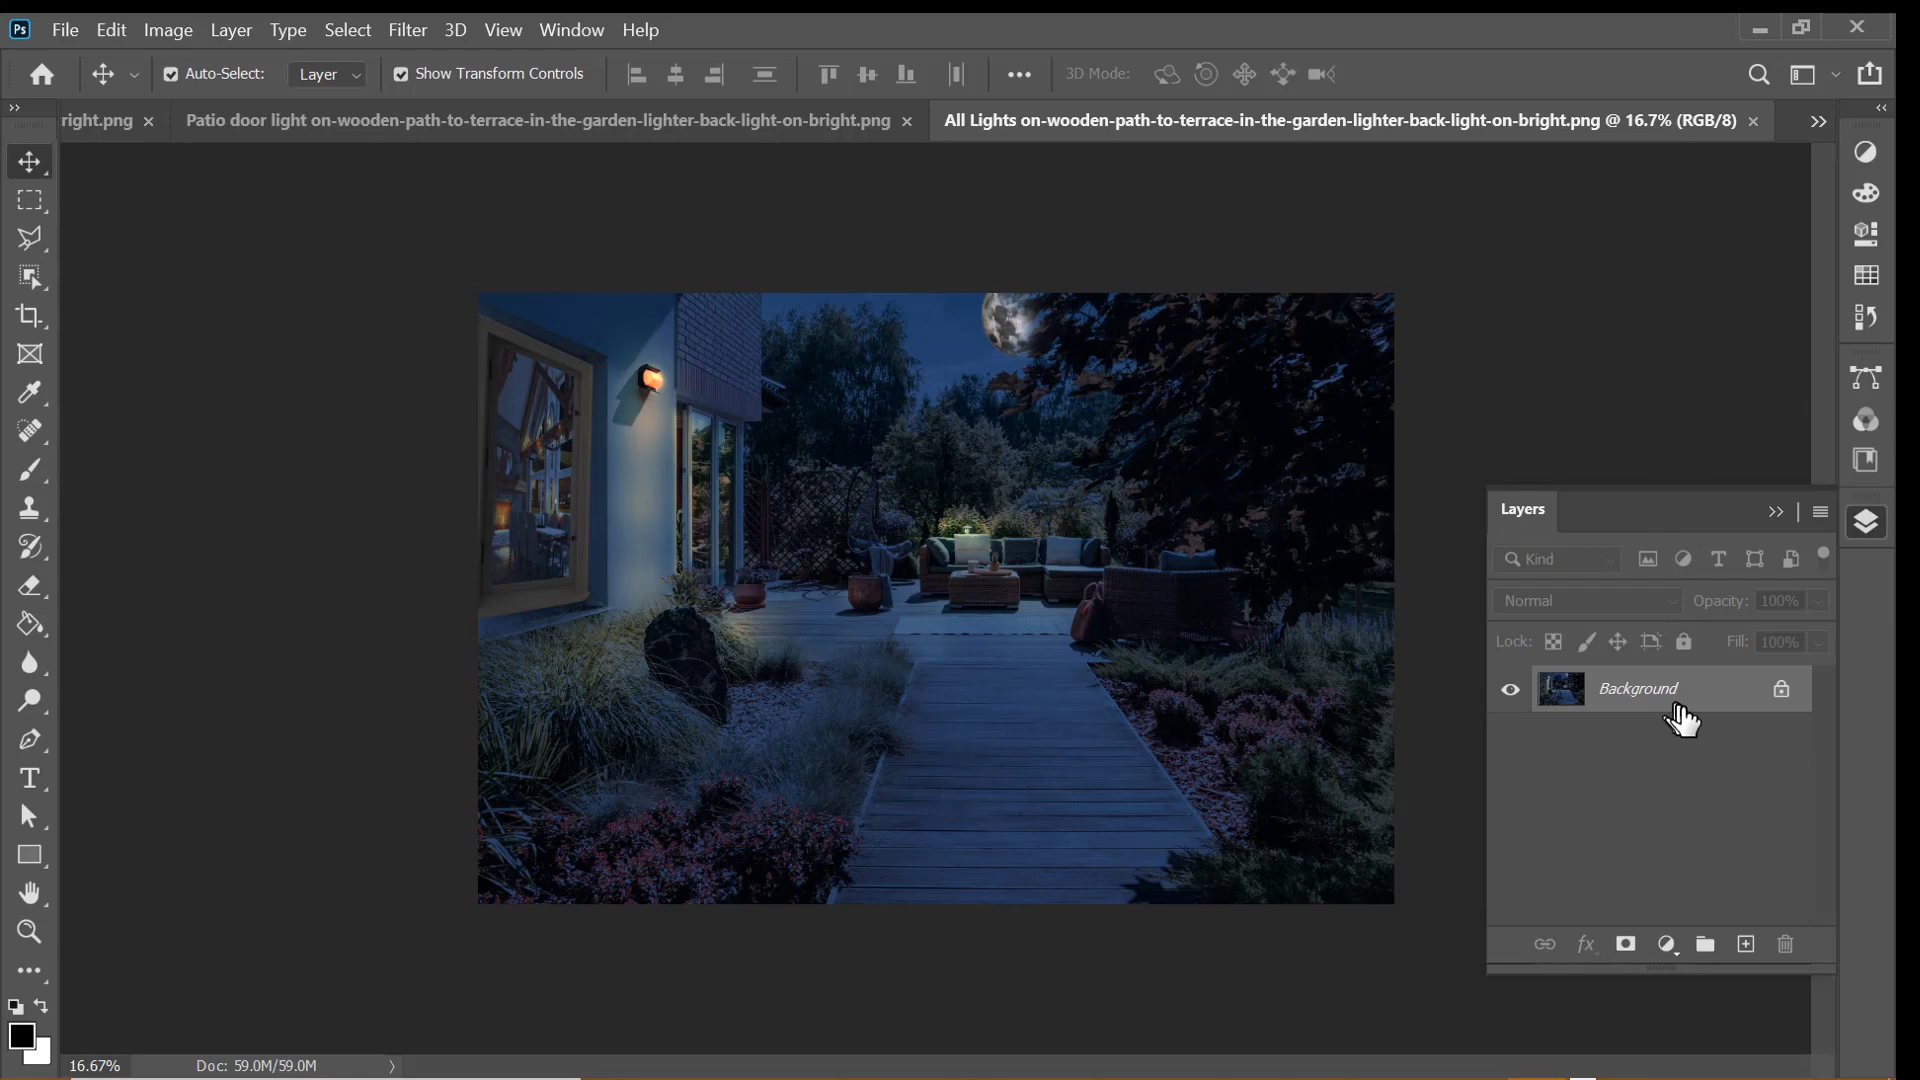 Ps File Edit Image Layer Type Select Filter 3D View Window Help
Auto-Select: Layer Show Transform Controls 3D Mode:
right.png Patio door light on-wooden-path-to-terrace-in-the-garden-lighter-back-light-on-bright.png All Lights on-wooden-path-to-terrace-in-the-garden-lighter-back-light-on-bright.png @ 16.7% (RGB/8)
Layers
Kind
Normal Opacity: 100%
Lock: Fill: 100%
Background
fx
16.67% Doc: 59.0M/59.0M